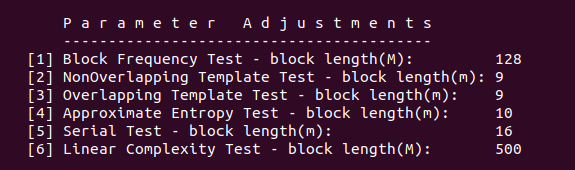 P a r a m e t e r   A d j u s t m e n t s
----------------------------------------
[1] Block Frequency Test - block length(M):         128
[2] NonOverlapping Template Test - block length(m): 9
[3] Overlapping Template Test - block length(m):    9
[4] Approximate Entropy Test - block length(m):     10
[5] Serial Test - block length(m):                  16
[6] Linear Complexity Test - block length(M):       500